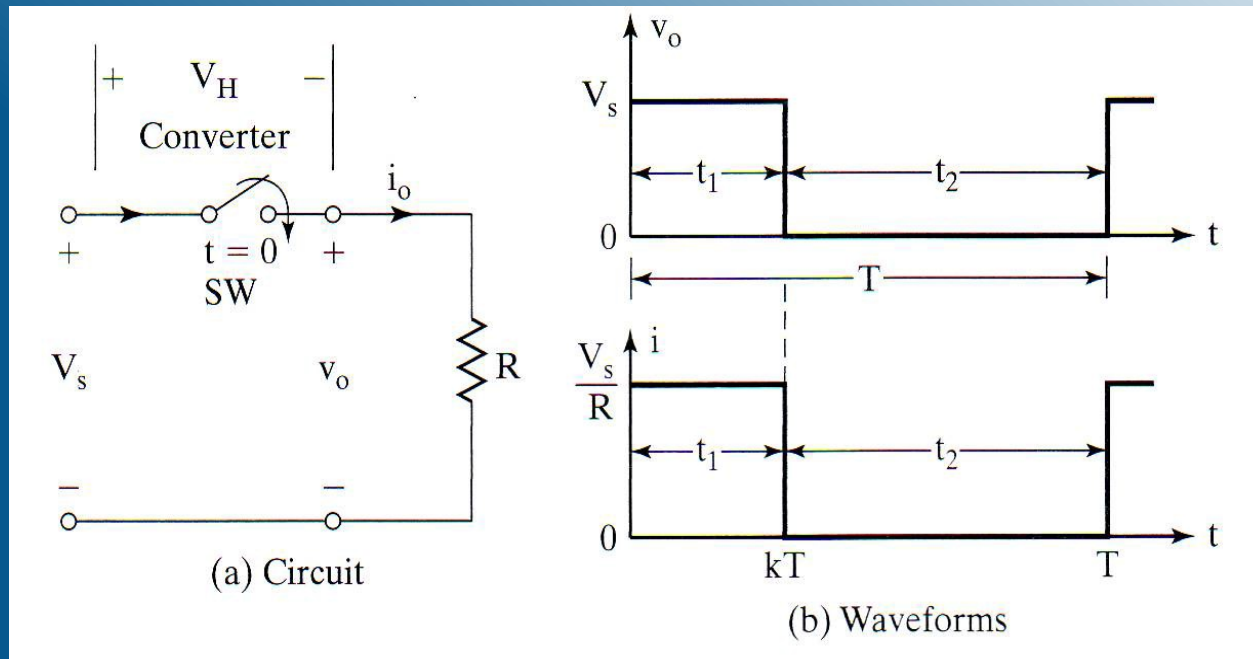 + V_H −
Converter
i_o
t = 0
+ +
SW
V_s v_o R
− −
(a) Circuit
v_o
V_s
t_1 t_2
0 t
T
V_s/R i
t_1 t_2
0 t
kT T
(b) Waveforms